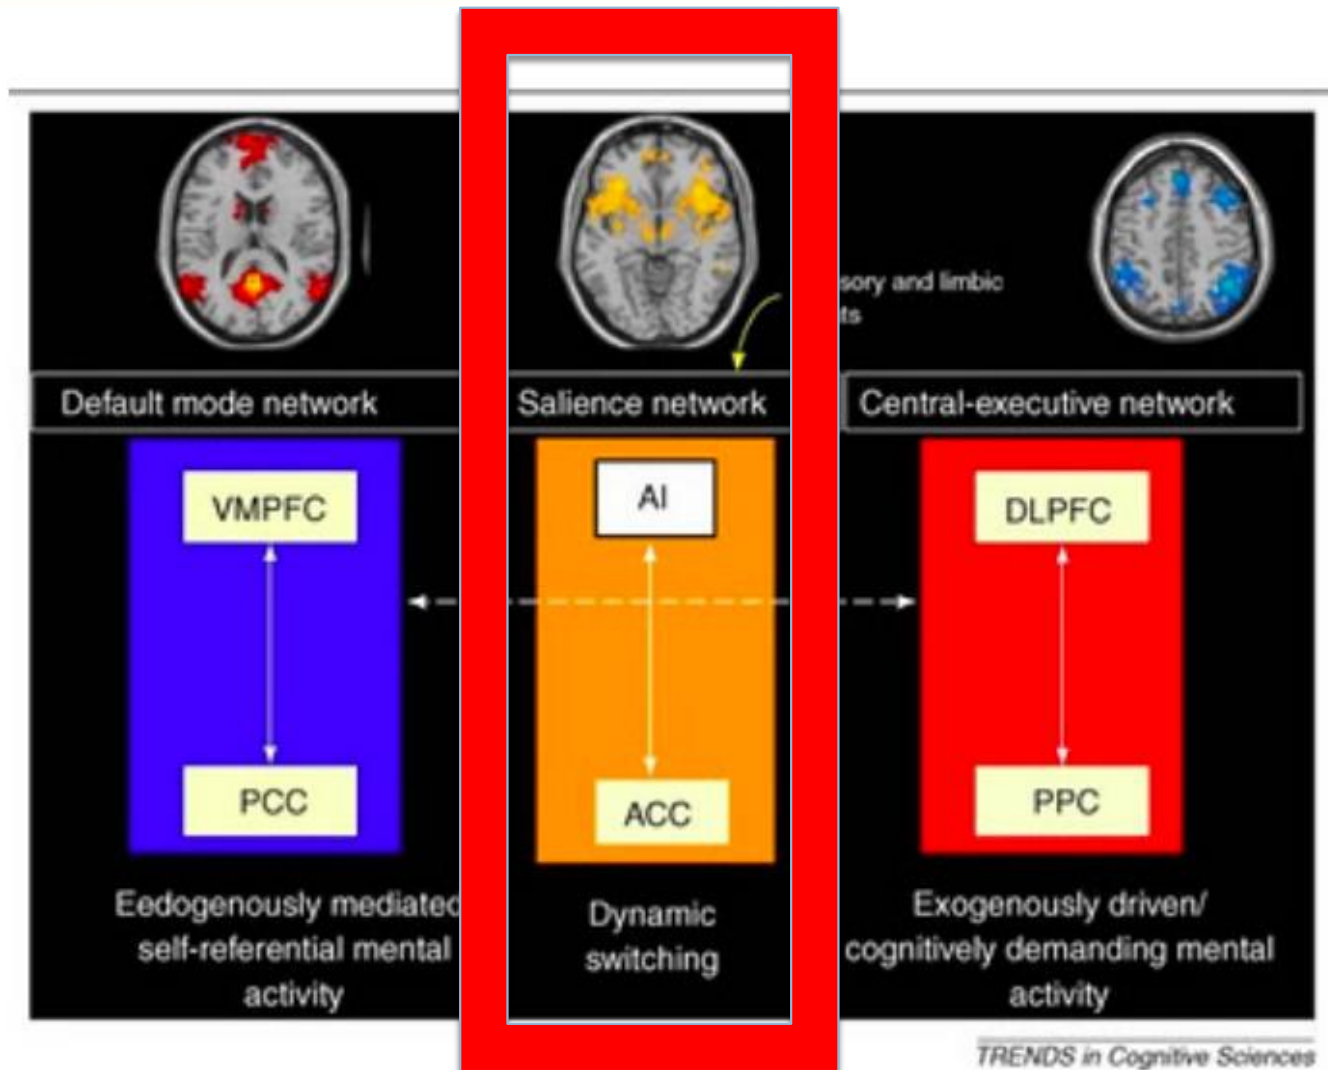 sory and limbic
ts
Default mode network
Salience network
Central-executive network
VMPFC
AI
DLPFC
PCC
ACC
PPC
Eedogenously mediated
self-referential mental
activity
Dynamic
switching
Exogenously driven/
cognitively demanding mental
activity
TRENDS in Cognitive Sciences